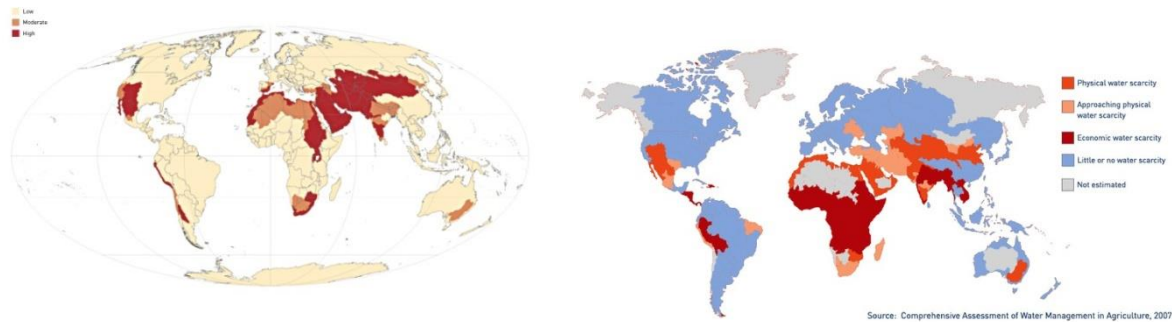 Low
Moderate
High
Physical water scarcity
Approaching physical
water scarcity
Economic water scarcity
Little or no water scarcity
Not estimated
Source: Comprehensive Assessment of Water Management in Agriculture, 2007